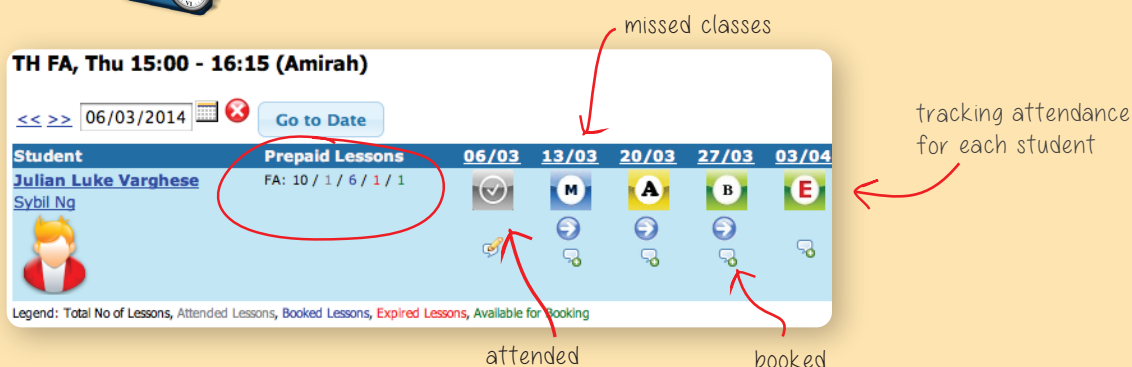 missed classes
TH FA, Thu 15:00 - 16:15 (Amirah)
<< >> 06/03/2014 Go to Date
Student Prepaid Lessons 06/03 13/03 20/03 27/03 03/04
Julian Luke Varghese FA: 10 / 1 / 6 / 1 / 1 M A B E
Sybil Ng
tracking attendance
for each student
Legend: Total No of Lessons, Attended Lessons, Booked Lessons, Expired Lessons, Available for Booking
attended
booked